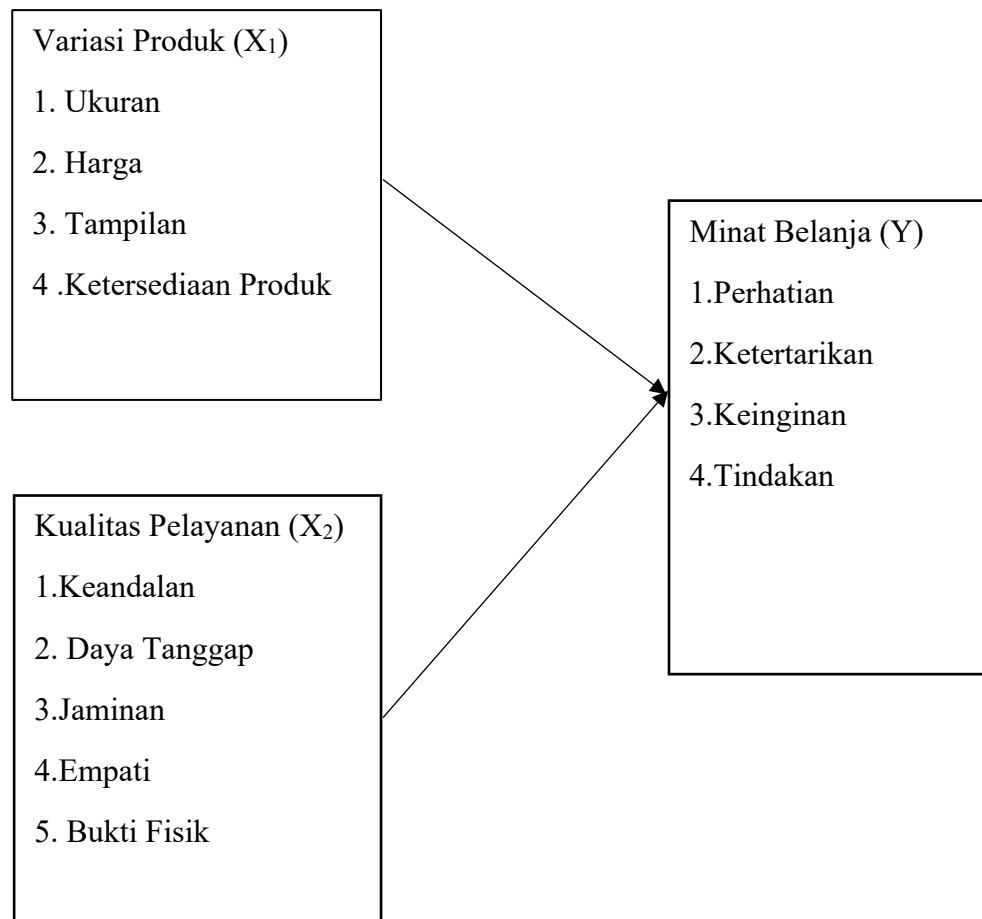 Variasi Produk (X₁)
1. Ukuran
2. Harga
3. Tampilan
4 .Ketersediaan Produk
Minat Belanja (Y)
1.Perhatian
2.Ketertarikan
3.Keinginan
4.Tindakan
Kualitas Pelayanan (X₂)
1.Keandalan
2. Daya Tanggap
3.Jaminan
4.Empati
5. Bukti Fisik